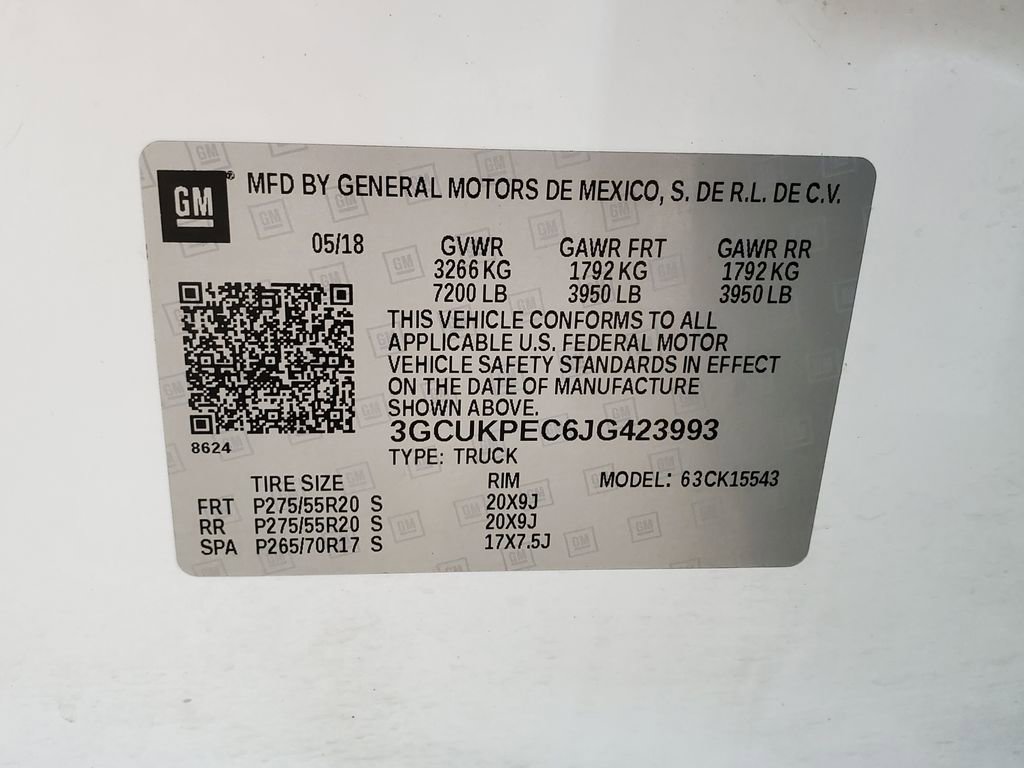 GM ® MFD BY GENERAL MOTORS DE MEXICO, S. DE R.L. DE C.V.
05/18 GVWR GAWR FRT GAWR RR
3266 KG 1792 KG 1792 KG
7200 LB 3950 LB 3950 LB
THIS VEHICLE CONFORMS TO ALL
APPLICABLE U.S. FEDERAL MOTOR
VEHICLE SAFETY STANDARDS IN EFFECT
ON THE DATE OF MANUFACTURE
SHOWN ABOVE.
3GCUKPEC6JG423993
8624 TYPE: TRUCK
TIRE SIZE RIM MODEL: 63CK15543
FRT P275/55R20 S 20X9J
RR P275/55R20 S 20X9J
SPA P265/70R17 S 17X7.5J